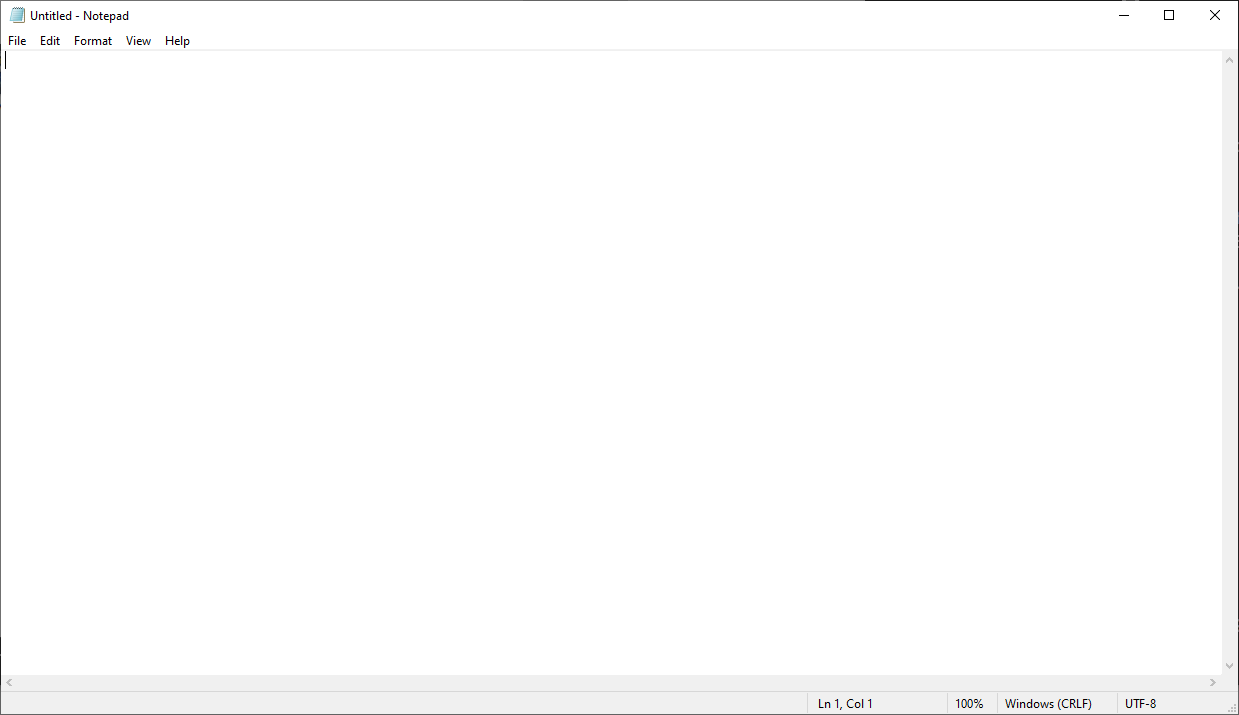 Untitled - Notepad
File Edit Format View Help
Ln 1, Col 1 100% Windows (CRLF) UTF-8